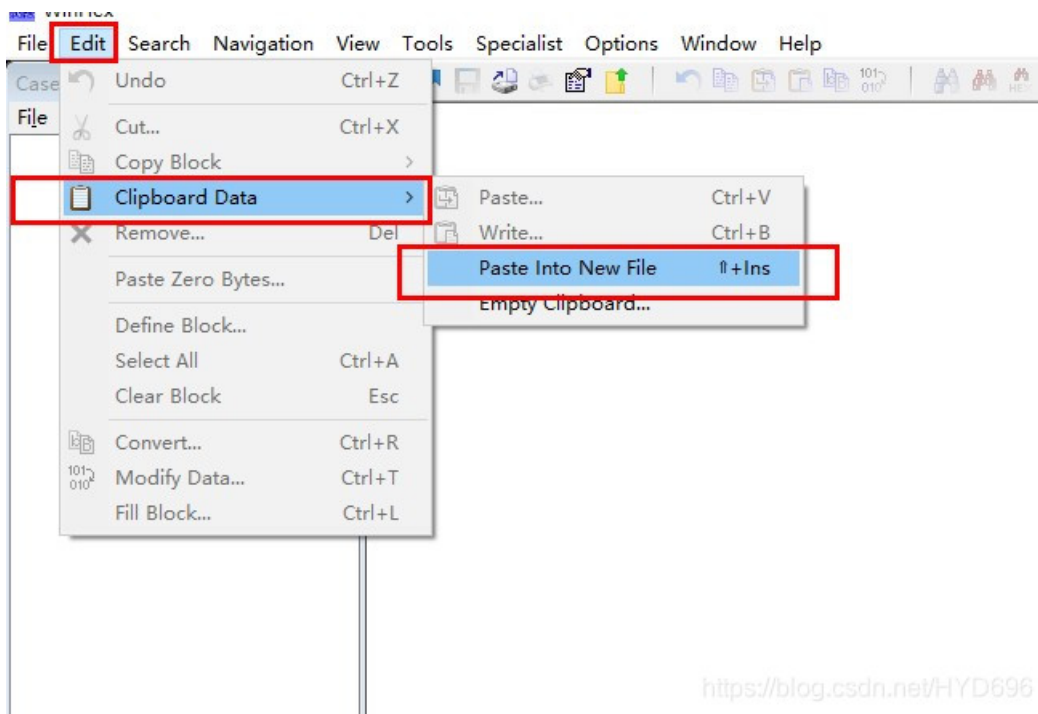 WinHex
File Edit Search Navigation View Tools Specialist Options Window Help
Case
File
Undo Ctrl+Z
Cut... Ctrl+X
Copy Block >
Clipboard Data >
Remove... Del
Paste Zero Bytes...
Define Block...
Select All Ctrl+A
Clear Block Esc
Convert... Ctrl+R
Modify Data... Ctrl+T
Fill Block... Ctrl+L
Paste... Ctrl+V
Write... Ctrl+B
Paste Into New File ⇧+Ins
Empty Clipboard...
https://blog.csdn.net/HYD696